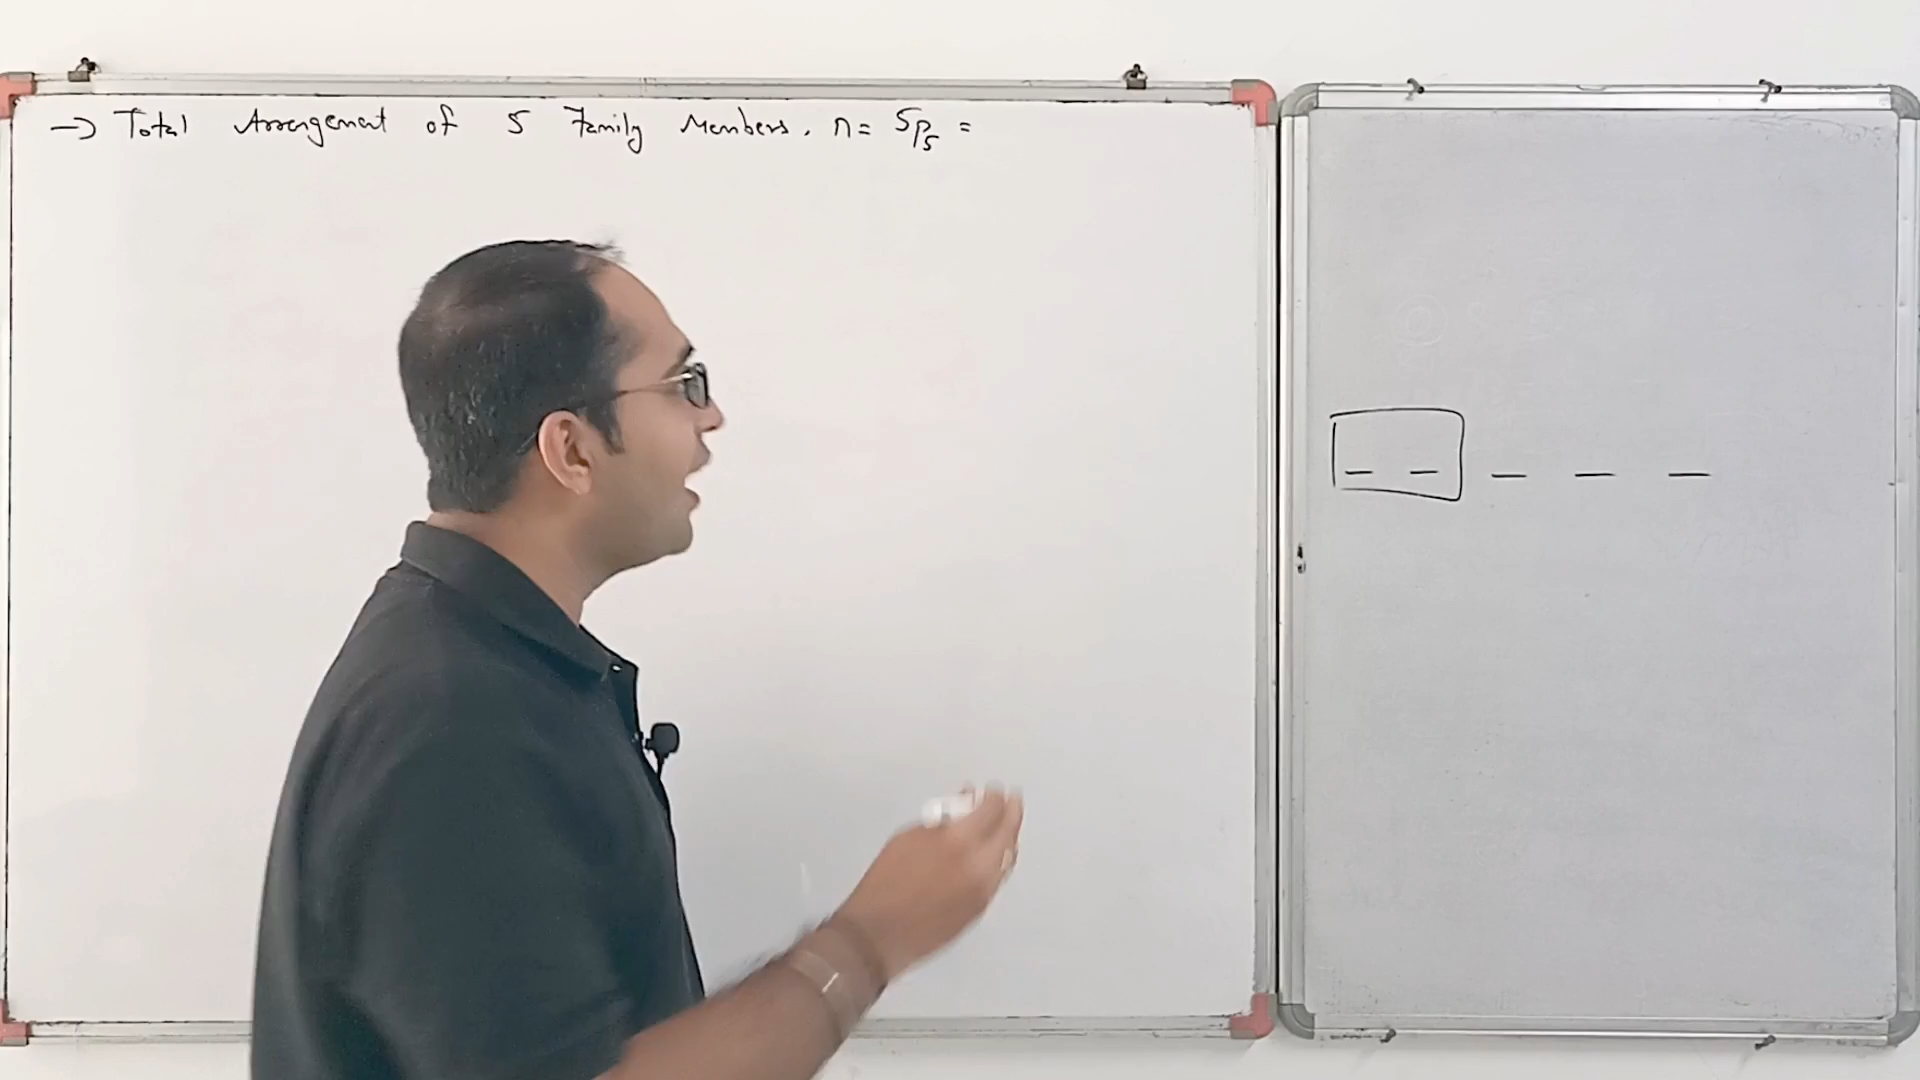 → Total Arrangement of 5 Family Members. n = 5P5 =